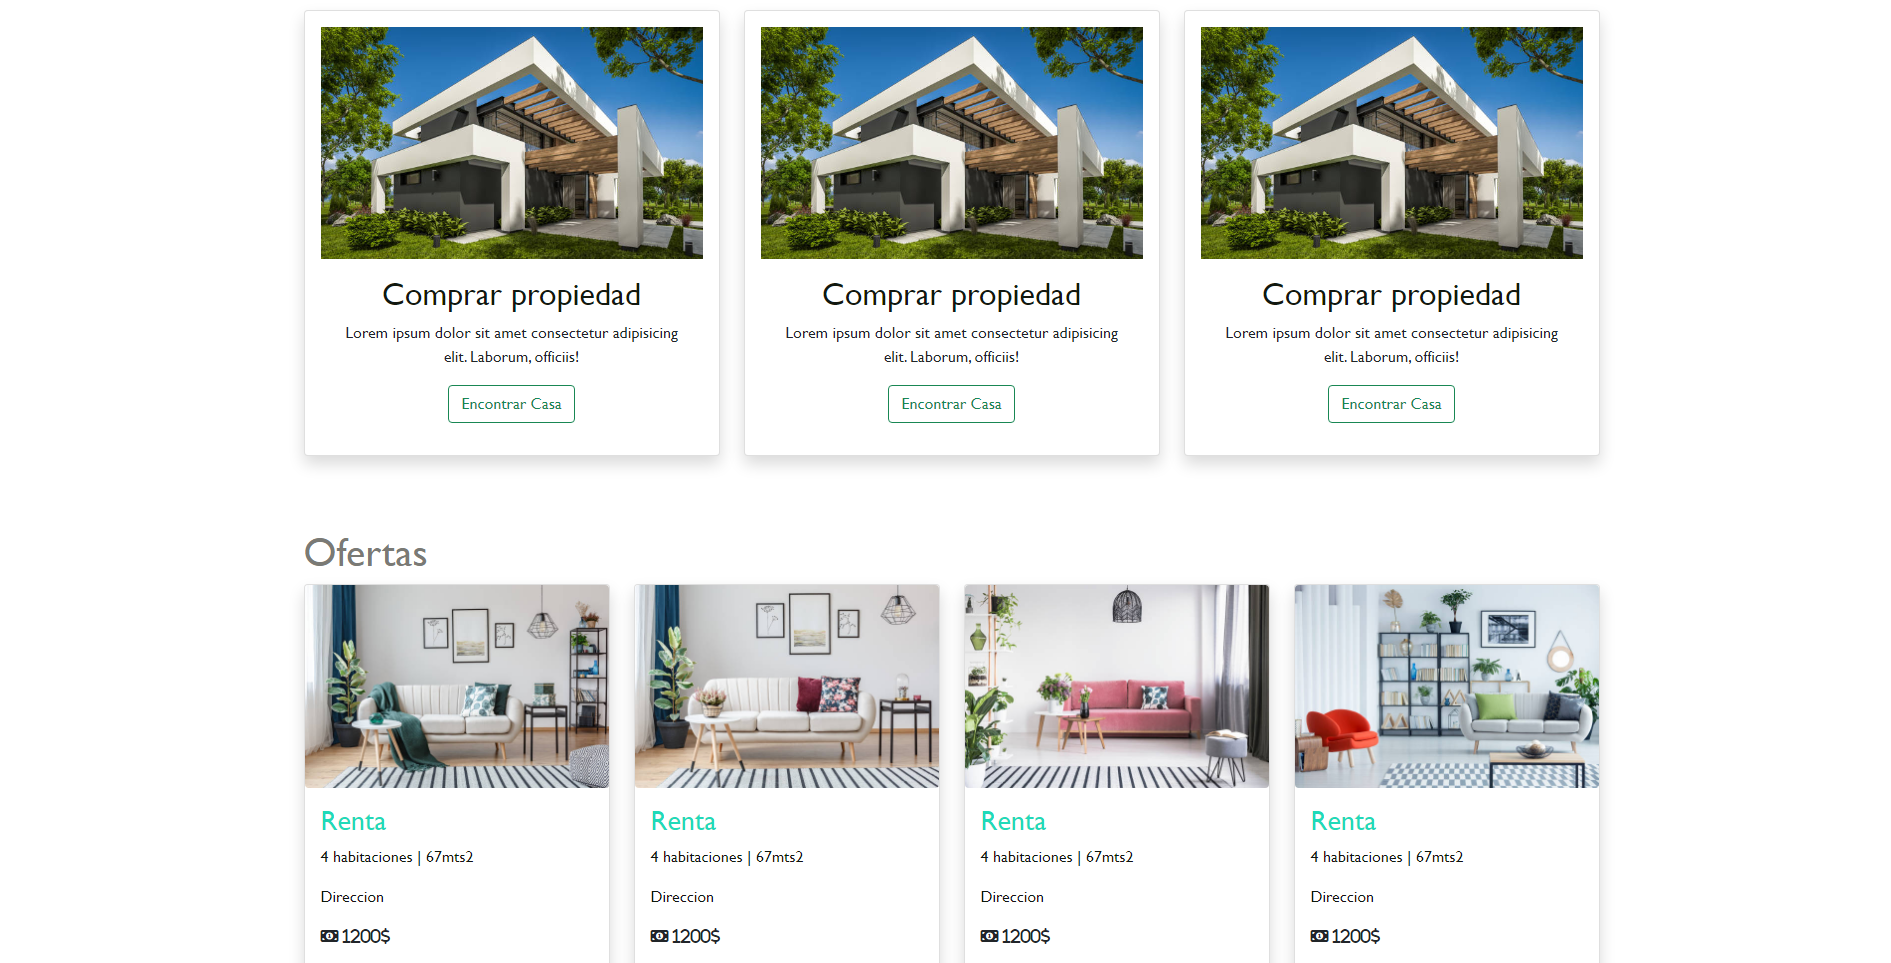 Comprar propiedad
Lorem ipsum dolor sit amet consectetur adipisicing
elit. Laborum, officiis!
Encontrar Casa
Comprar propiedad
Lorem ipsum dolor sit amet consectetur adipisicing
elit. Laborum, officiis!
Encontrar Casa
Comprar propiedad
Lorem ipsum dolor sit amet consectetur adipisicing
elit. Laborum, officiis!
Encontrar Casa
Ofertas
Renta
4 habitaciones | 67mts2
Direccion
1200$
Renta
4 habitaciones | 67mts2
Direccion
1200$
Renta
4 habitaciones | 67mts2
Direccion
1200$
Renta
4 habitaciones | 67mts2
Direccion
1200$